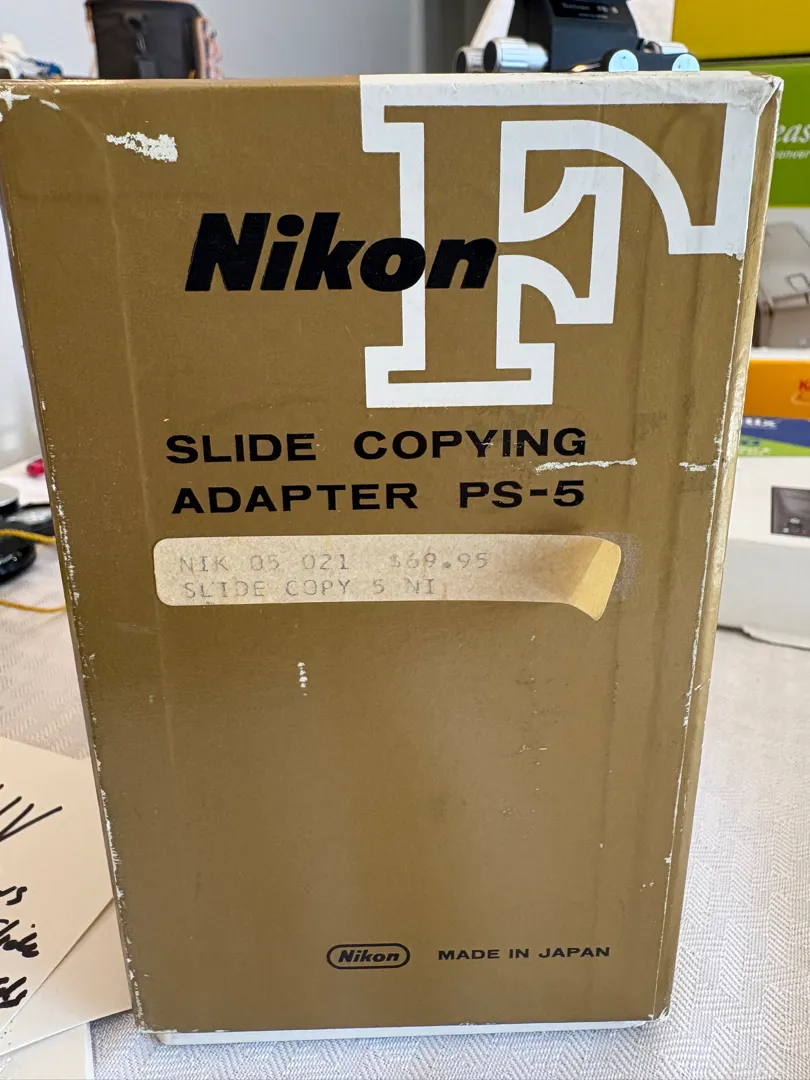 Nikon F
SLIDE COPYING
ADAPTER PS-5
NIK 05 021 $69.95
SLIDE COPY 5 NI
Nikon MADE IN JAPAN